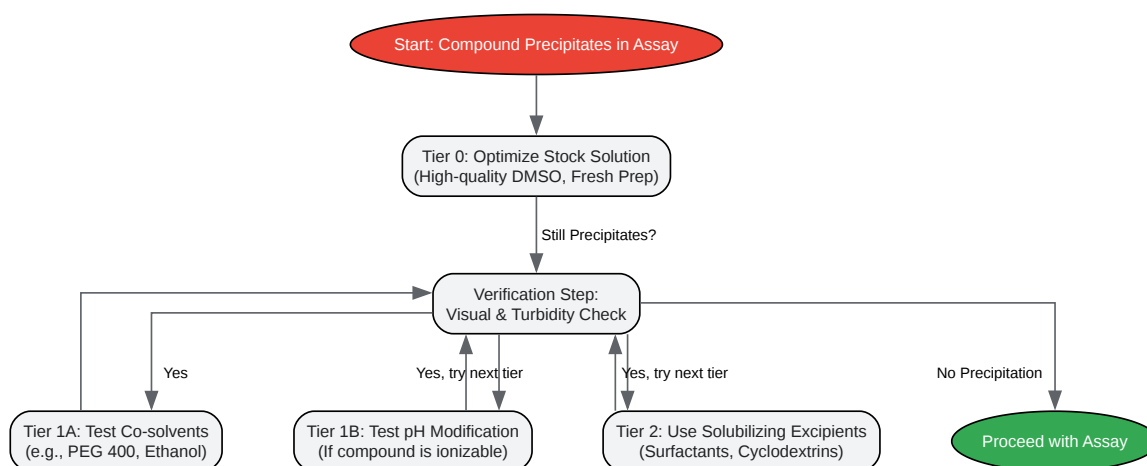 Start: Compound Precipitates in Assay
Tier 0: Optimize Stock Solution
(High-quality DMSO, Fresh Prep)
Still Precipitates?
Verification Step:
Visual & Turbidity Check
Yes
Yes, try next tier
Yes, try next tier
No Precipitation
Tier 1A: Test Co-solvents
(e.g., PEG 400, Ethanol)
Tier 1B: Test pH Modification
(If compound is ionizable)
Tier 2: Use Solubilizing Excipients
(Surfactants, Cyclodextrins)
Proceed with Assay